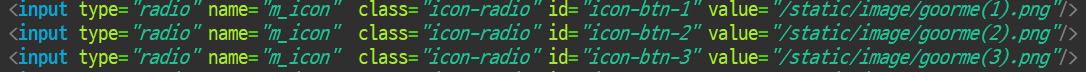 <input type="radio" name="m_icon"  class="icon-radio" id="icon-btn-1" value="/static/image/goorme(1).png"/>
<input type="radio" name="m_icon"  class="icon-radio" id="icon-btn-2" value="/static/image/goorme(2).png"/>
<input type="radio" name="m_icon"  class="icon-radio" id="icon-btn-3" value="/static/image/goorme(3).png"/>